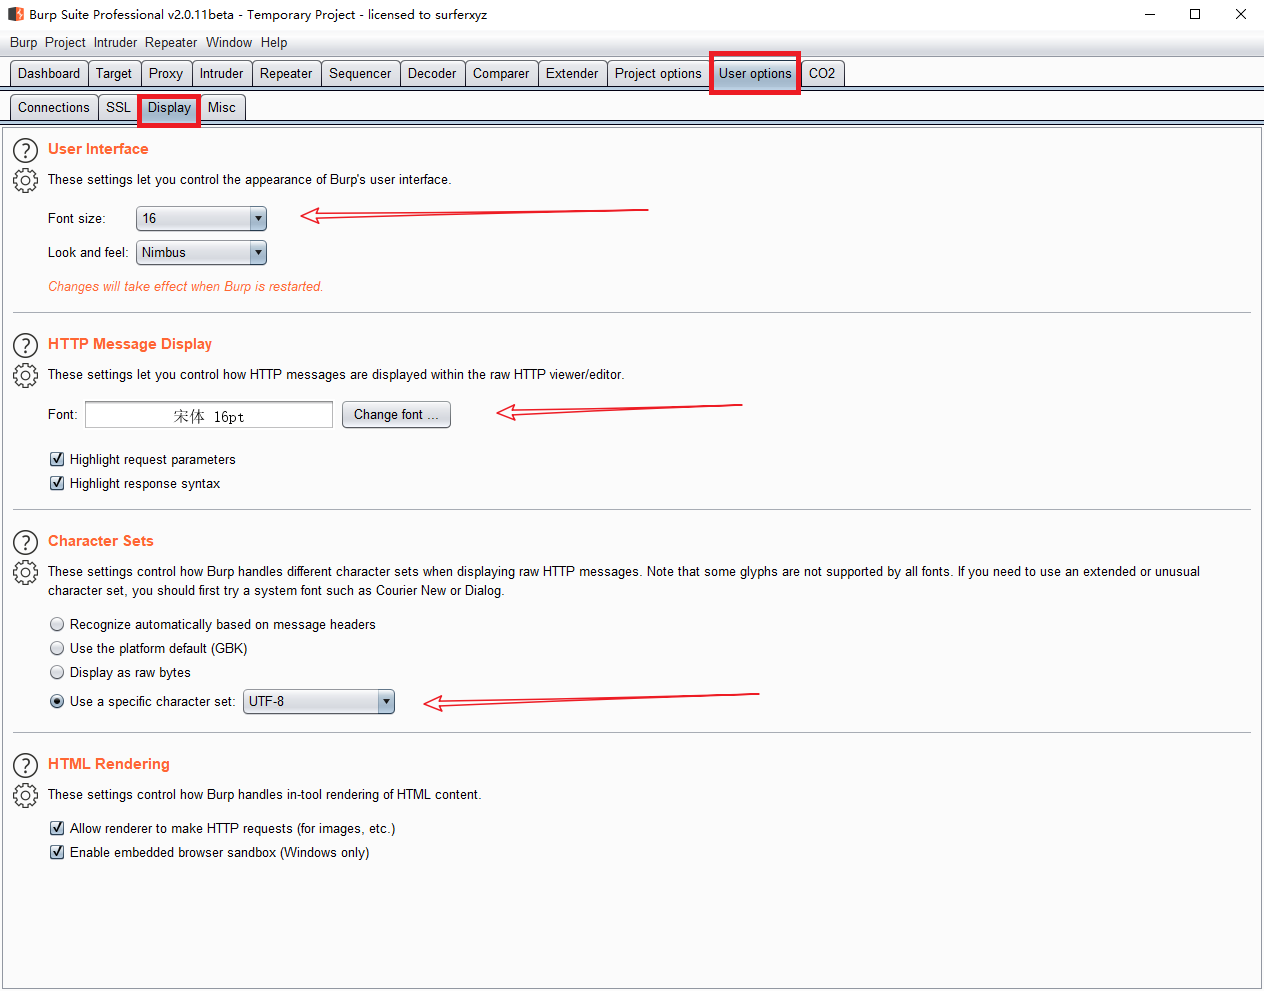 Burp Suite Professional v2.0.11beta - Temporary Project - licensed to surferxyz
Burp Project Intruder Repeater Window Help
Dashboard Target Proxy Intruder Repeater Sequencer Decoder Comparer Extender Project options User options CO2
Connections SSL Display Misc
User Interface
These settings let you control the appearance of Burp's user interface.
Font size: 16
Look and feel: Nimbus
Changes will take effect when Burp is restarted.
HTTP Message Display
These settings let you control how HTTP messages are displayed within the raw HTTP viewer/editor.
Font: 宋体 16pt Change font ...
Highlight request parameters
Highlight response syntax
Character Sets
These settings control how Burp handles different character sets when displaying raw HTTP messages. Note that some glyphs are not supported by all fonts. If you need to use an extended or unusual
character set, you should first try a system font such as Courier New or Dialog.
Recognize automatically based on message headers
Use the platform default (GBK)
Display as raw bytes
Use a specific character set: UTF-8
HTML Rendering
These settings control how Burp handles in-tool rendering of HTML content.
Allow renderer to make HTTP requests (for images, etc.)
Enable embedded browser sandbox (Windows only)